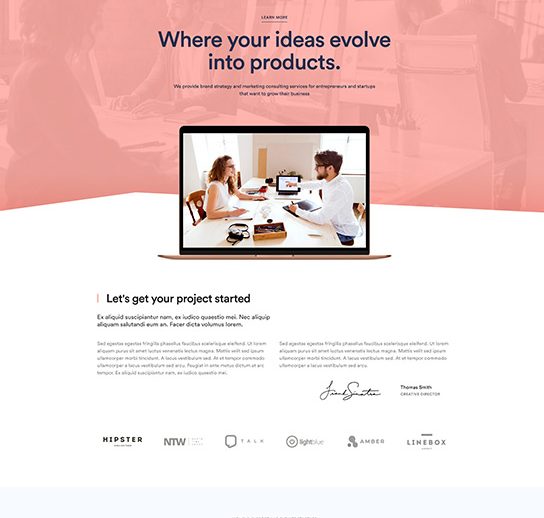 LEARN MORE
Where your ideas evolve
into products.
We provide brand strategy and marketing consulting services for entrepreneurs and startups
that want to grow their business
Let's get your project started
Ex aliquid suscipiantur nam, ex iudico quaestio mei. Nec aliquip
aliquam salutandi eum an. Facer dicta volumus lorem.
Sed egestas egestas fringilla phasellus faucibus scelerisque eleifend. Ut lorem
aliquam purus sit amet luctus venenatis lectus magna. Mattis velit sed ipsum
ullamcorper morbi tincidunt. A lacus vestibulum sed. At et tempor commodo
ullamcorper a lacus vestibulum sed arcu. Feugiat in ante metus dictum at arc
tempor. Ex aliquid suscipiantur nam, ex iudico quaestio mei.
Sed egestas egestas fringilla phasellus faucibus scelerisque eleifend. Ut lorem
aliquam purus sit amet luctus venenatis lectus magna. Mattis velit sed ipsum
ullamcorper morbi tincidunt. A lacus vestibulum sed. At et tempor commodo
ullamcorper a lacus vestibulum sed arcu.
Frank Sinatra
Thomas Smith
CREATIVE DIRECTOR
HIPSTER
NTW
TALK
lightblue
AMBER
LINEBOX